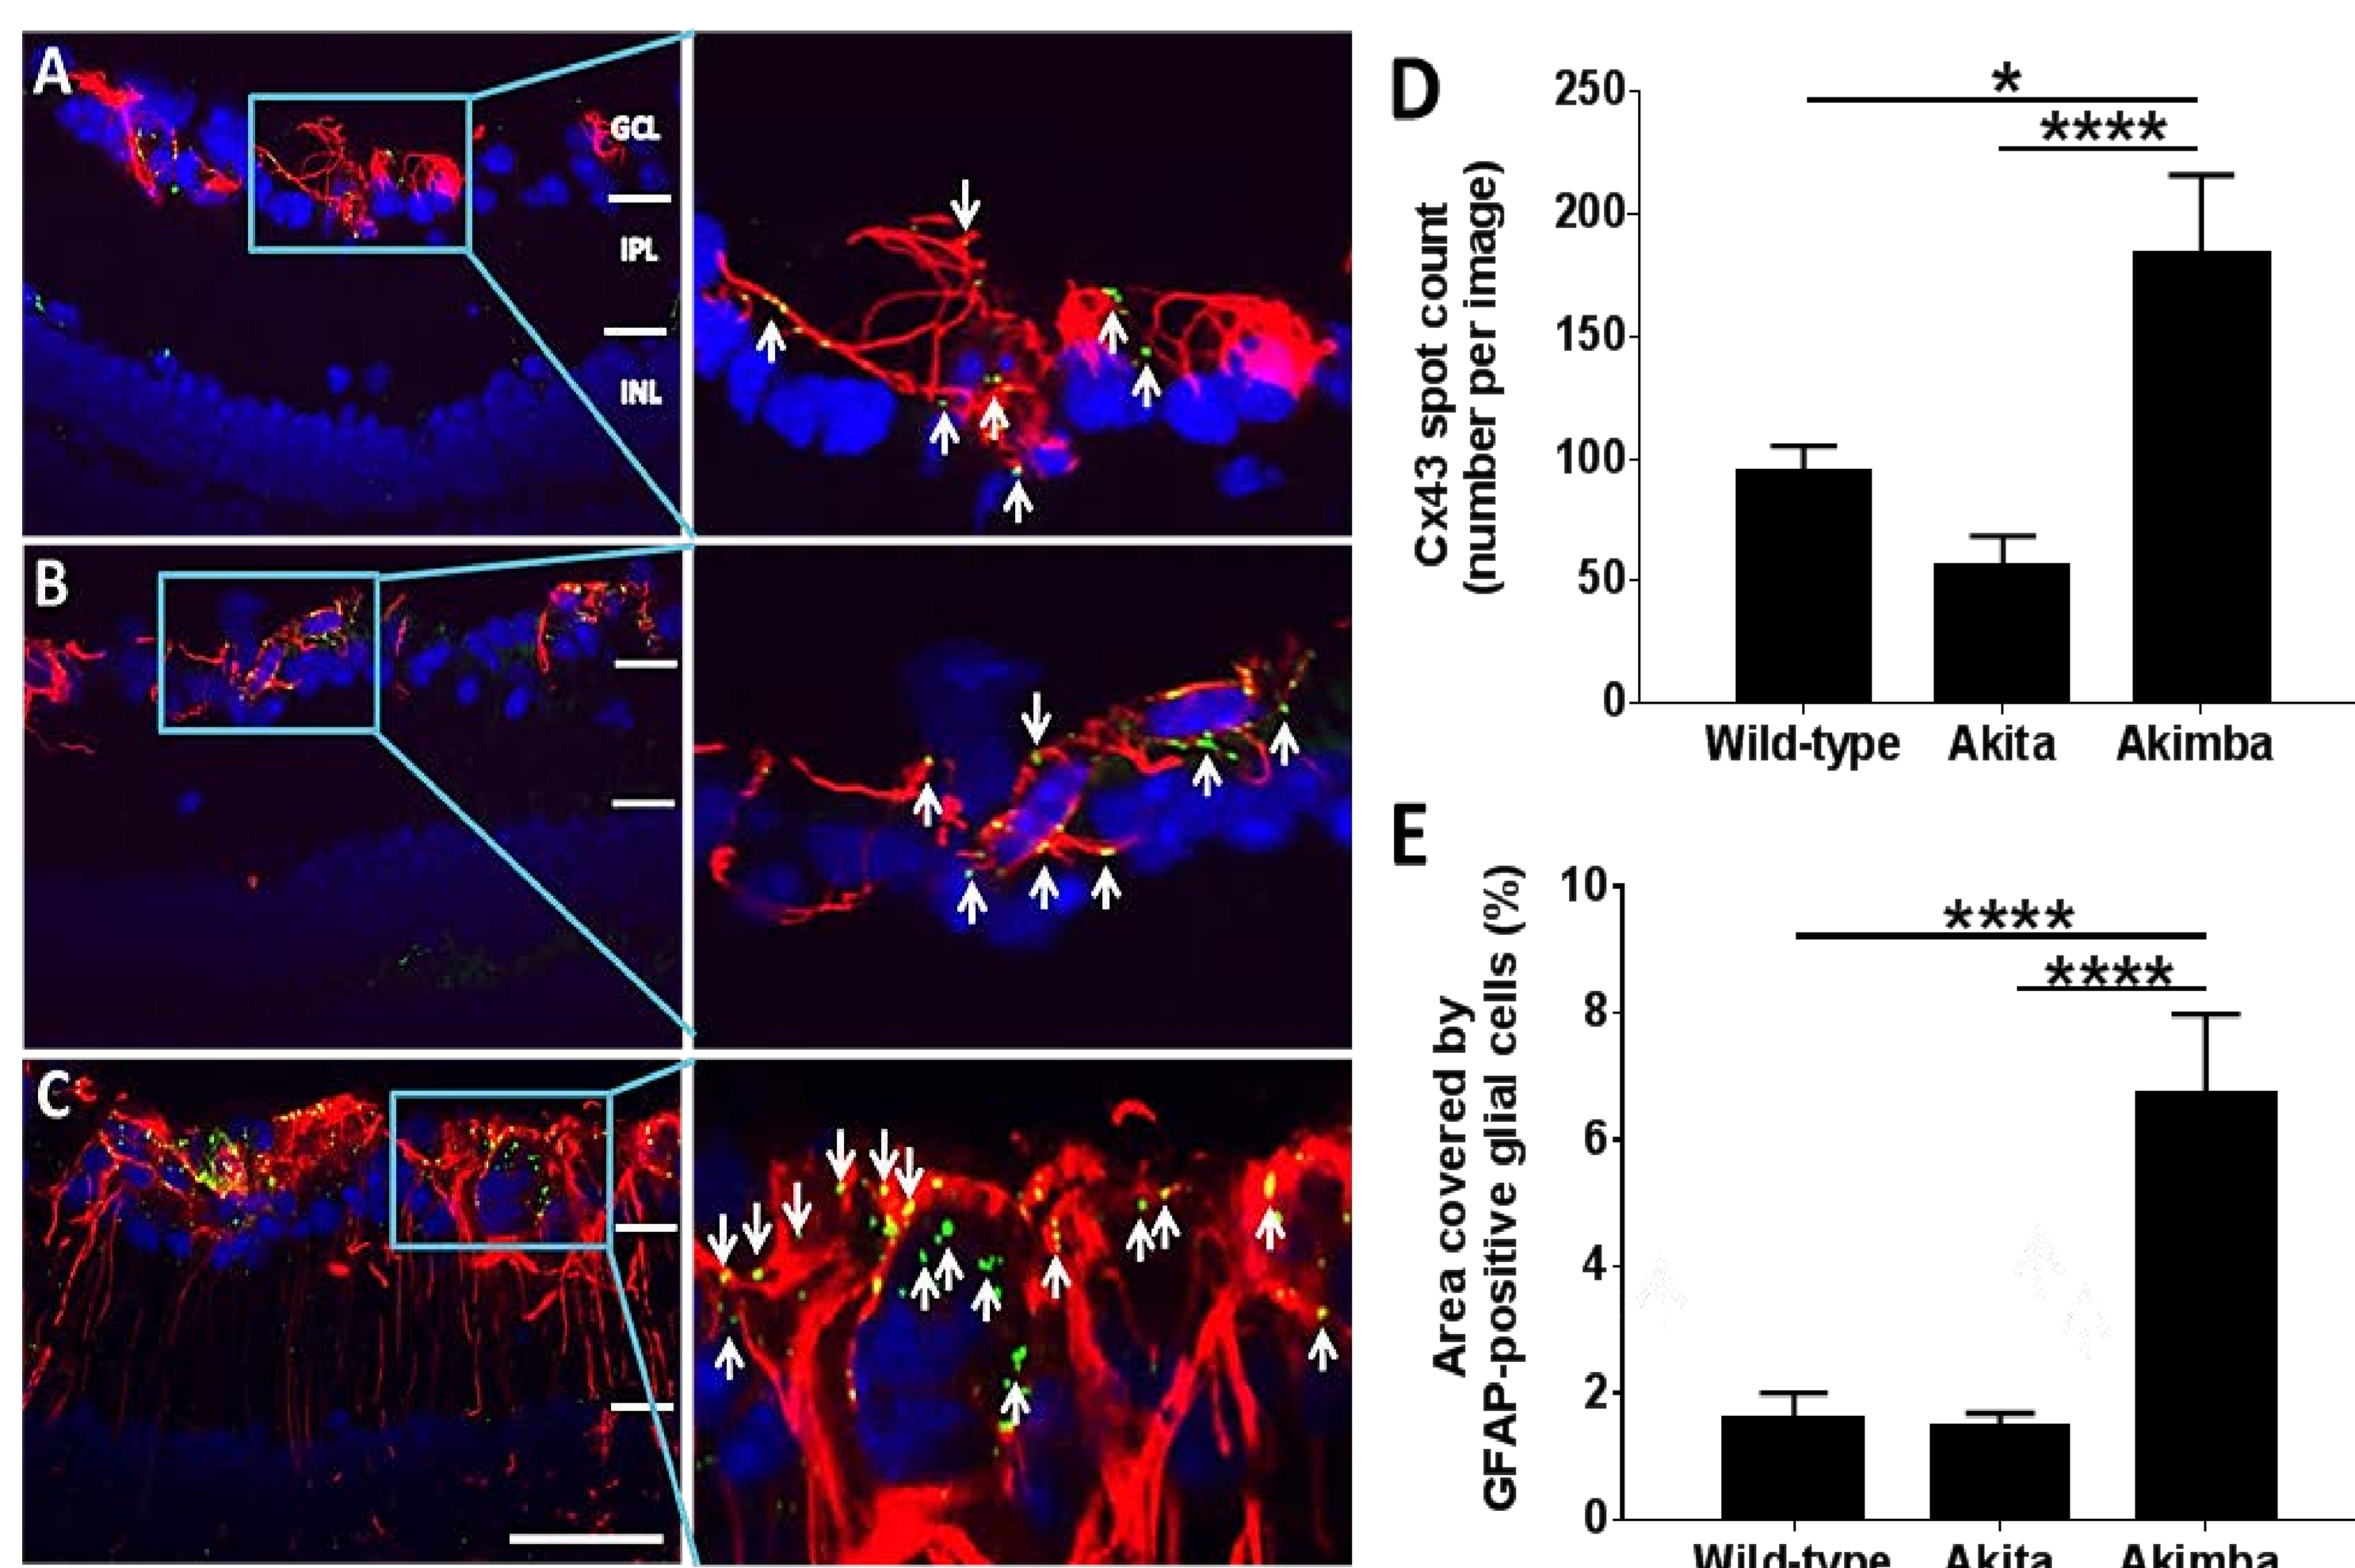 A
GCL
IPL
INL
B
C
D
Cx43 spot count
(number per image)
250
200
150
100
50
0
*
****
Wild-type Akita Akimba
E
Area covered by
GFAP-positive glial cells (%)
10
8
6
4
2
0
****
****
Wild-type Akita Akimba